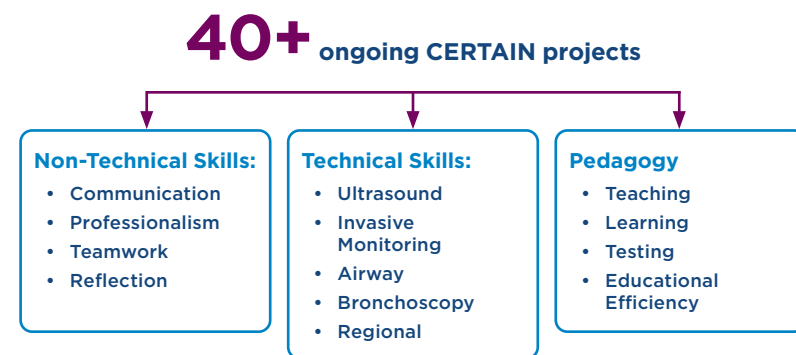 40+ ongoing CERTAIN projects
Non-Technical Skills:
• Communication
• Professionalism
• Teamwork
• Reflection
Technical Skills:
• Ultrasound
• Invasive
Monitoring
• Airway
• Bronchoscopy
• Regional
Pedagogy
• Teaching
• Learning
• Testing
• Educational
Efficiency